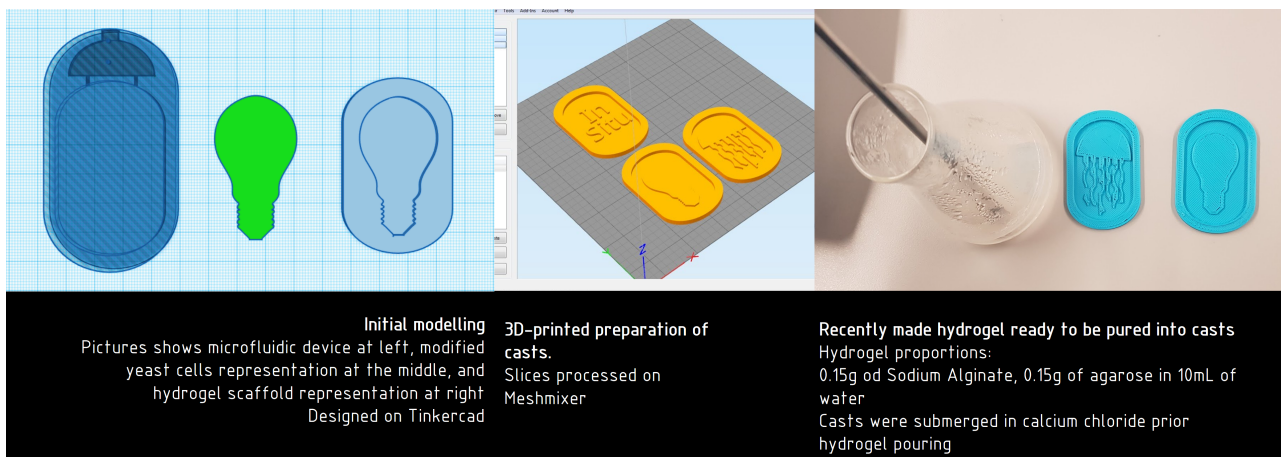 Tools Add-Ins Account Help
In
Situ
Initial modelling
Pictures shows microfluidic device at left, modified
yeast cells representation at the middle, and
hydrogel scaffold representation at right
Designed on Tinkercad
3D-printed preparation of
casts.
Slices processed on
Meshmixer
Recently made hydrogel ready to be pured into casts
Hydrogel proportions:
0.15g od Sodium Alginate, 0.15g of agarose in 10mL of
water
Casts were submerged in calcium chloride prior
hydrogel pouring